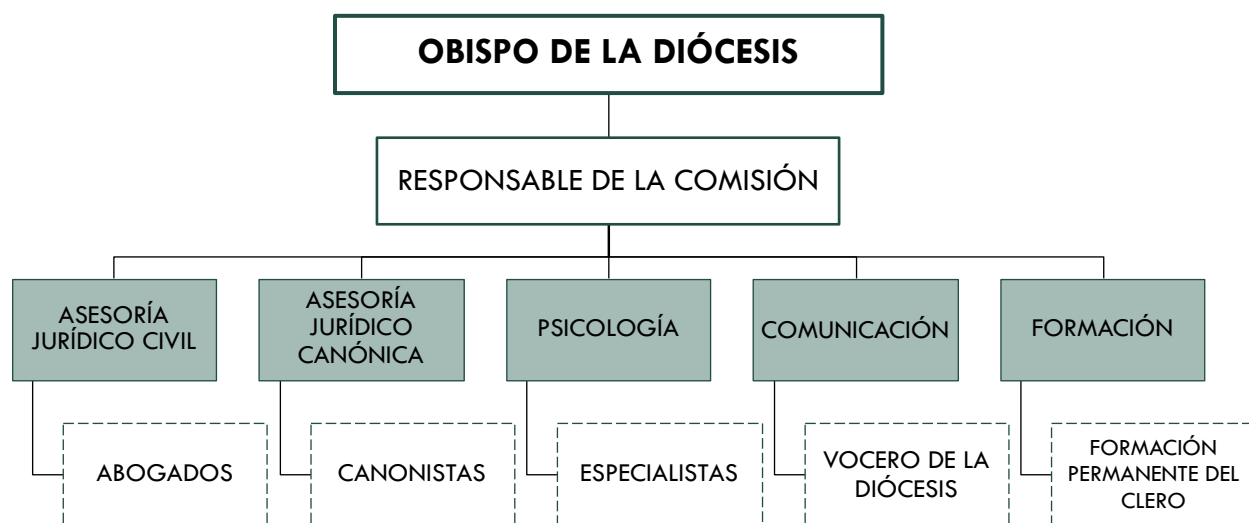 OBISPO DE LA DIÓCESIS
RESPONSABLE DE LA COMISIÓN
ASESORÍA
JURÍDICO CIVIL
ASESORÍA
JURÍDICO
CANÓNICA
PSICOLOGÍA
COMUNICACIÓN
FORMACIÓN
ABOGADOS
CANONISTAS
ESPECIALISTAS
VOCERO DE LA
DIÓCESIS
FORMACIÓN
PERMANENTE DEL
CLERO